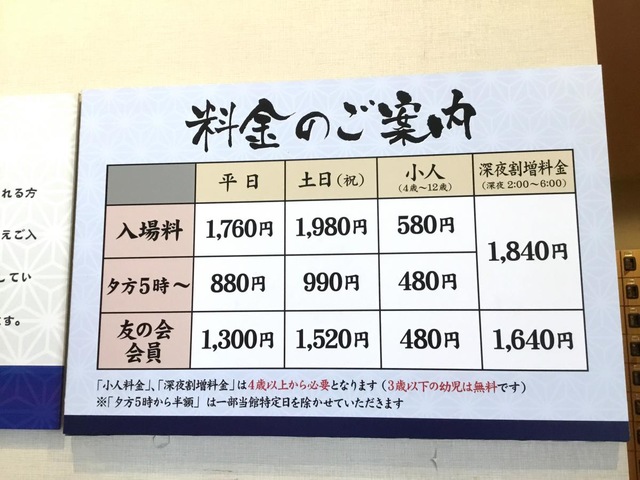 料金のご案内
平日 土日(祝) 小人 深夜割増料金
(4歳～12歳) (深夜 2:00～6:00)
入場料 1,760円 1,980円 580円 1,840円
夕方5時～ 880円 990円 480円
友の会
会員 1,300円 1,520円 480円 1,640円
「小人料金」、「深夜割増料金」は4歳以上から必要となります(3歳以下の幼児は無料です)
※「夕方5時から半額」は一部当館特定日を除かせていただきます
れる方
えご入
してい
ます。